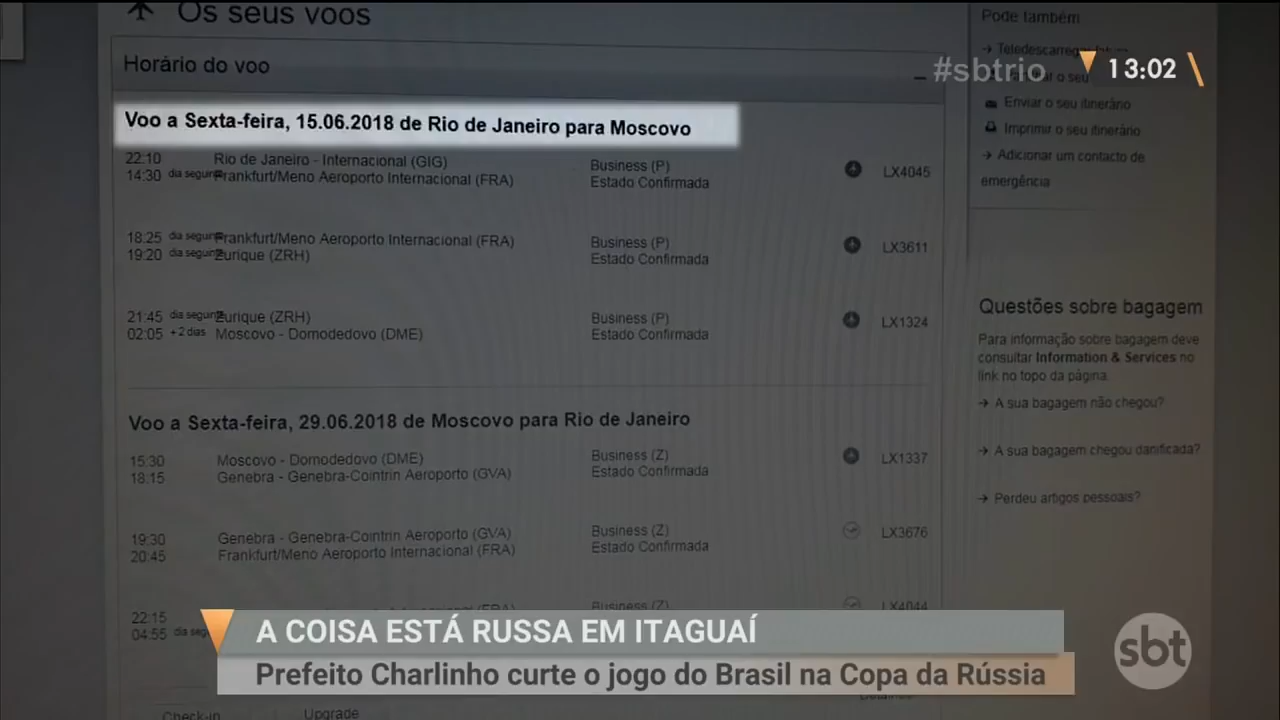 Os seus voos
Horário do voo
Voo a Sexta-feira, 15.06.2018 de Rio de Janeiro para Moscovo
22:10 Rio de Janeiro - Internacional (GIG) Business (P) LX4045
14:30 dia seguinte Frankfurt/Meno Aeroporto Internacional (FRA) Estado Confirmada
18:25 Frankfurt/Meno Aeroporto Internacional (FRA) Business (P) LX3611
19:20 Zurique (ZRH) Estado Confirmada
21:45 Zurique (ZRH) Business (P) LX1324
02:05 +2 dias Moscovo - Domodedovo (DME) Estado Confirmada
Voo a Sexta-feira, 29.06.2018 de Moscovo para Rio de Janeiro
15:30 Moscovo - Domodedovo (DME) Business (Z) LX1337
18:15 Genebra - Genebra-Cointrin Aeroporto (GVA) Estado Confirmada
19:30 Genebra - Genebra-Cointrin Aeroporto (GVA) Business (Z) LX3676
20:45 Frankfurt/Meno Aeroporto Internacional (FRA) Estado Confirmada
22:15 Business (Z) LX4044
04:55 dia
Check-in Upgrade
Pode também
→ Teledescarregar
o seu
Enviar o seu itinerário
Imprimir o seu itinerário
→ Adicionar um contacto de
emergência
Questões sobre bagagem
Para informação sobre bagagem deve
consultar Information & Services no
link no topo da página.
→ A sua bagagem não chegou?
→ A sua bagagem chegou danificada?
→ Perdeu artigos pessoais?
#sbtrio 13:02
A COISA ESTÁ RUSSA EM ITAGUAÍ
Prefeito Charlinho curte o jogo do Brasil na Copa da Rússia
sbt